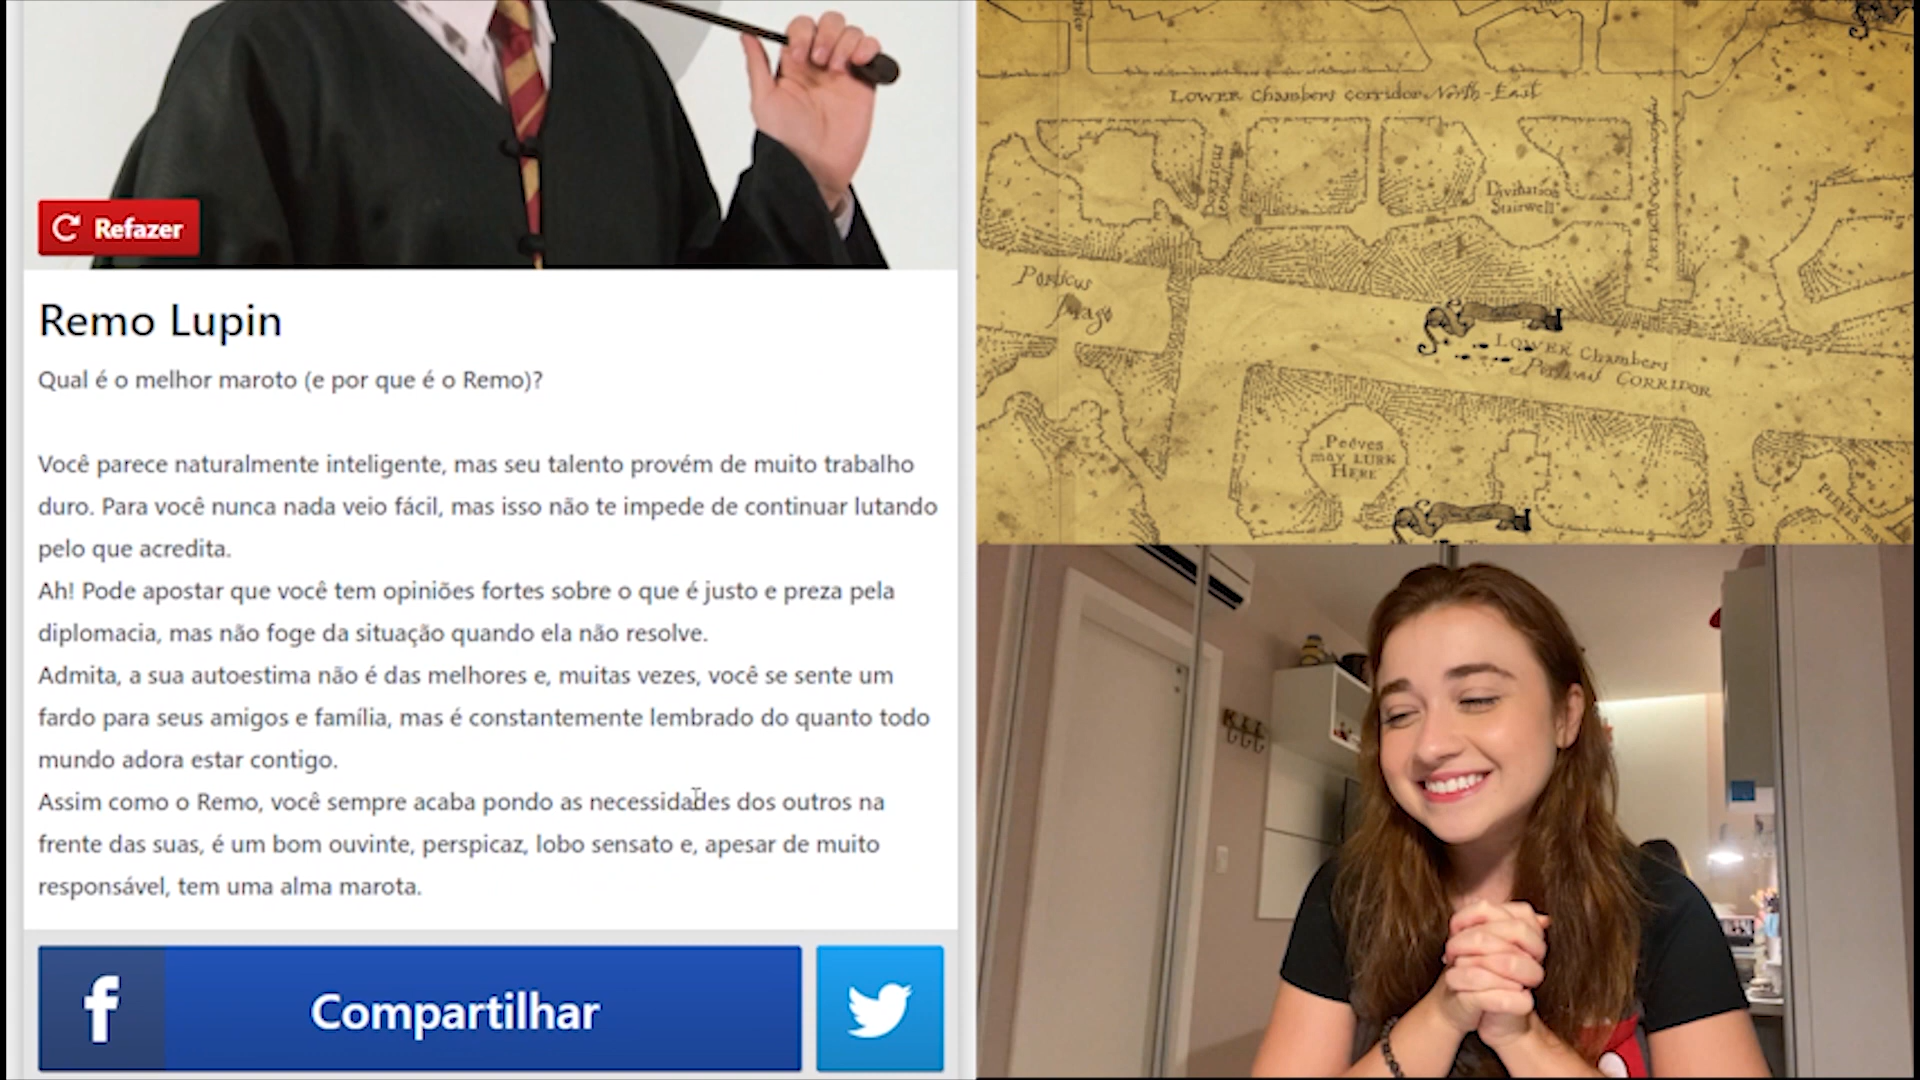 Refazer
Remo Lupin
Qual é o melhor maroto (e por que é o Remo)?
Você parece naturalmente inteligente, mas seu talento provém de muito trabalho
duro. Para você nunca nada veio fácil, mas isso não te impede de continuar lutando
pelo que acredita.
Ah! Pode apostar que você tem opiniões fortes sobre o que é justo e preza pela
diplomacia, mas não foge da situação quando ela não resolve.
Admita, a sua autoestima não é das melhores e, muitas vezes, você se sente um
fardo para seus amigos e família, mas é constantemente lembrado do quanto todo
mundo adora estar contigo.
Assim como o Remo, você sempre acaba pondo as necessidades dos outros na
frente das suas, é um bom ouvinte, perspicaz, lobo sensato e, apesar de muito
responsável, tem uma alma marota.
f
Compartilhar
LOWER Chambers corridor North-East
Divination
Stairwell
Porticus
LOWER Chambers
CORRIDOR
Peeves
may LURK
HERE